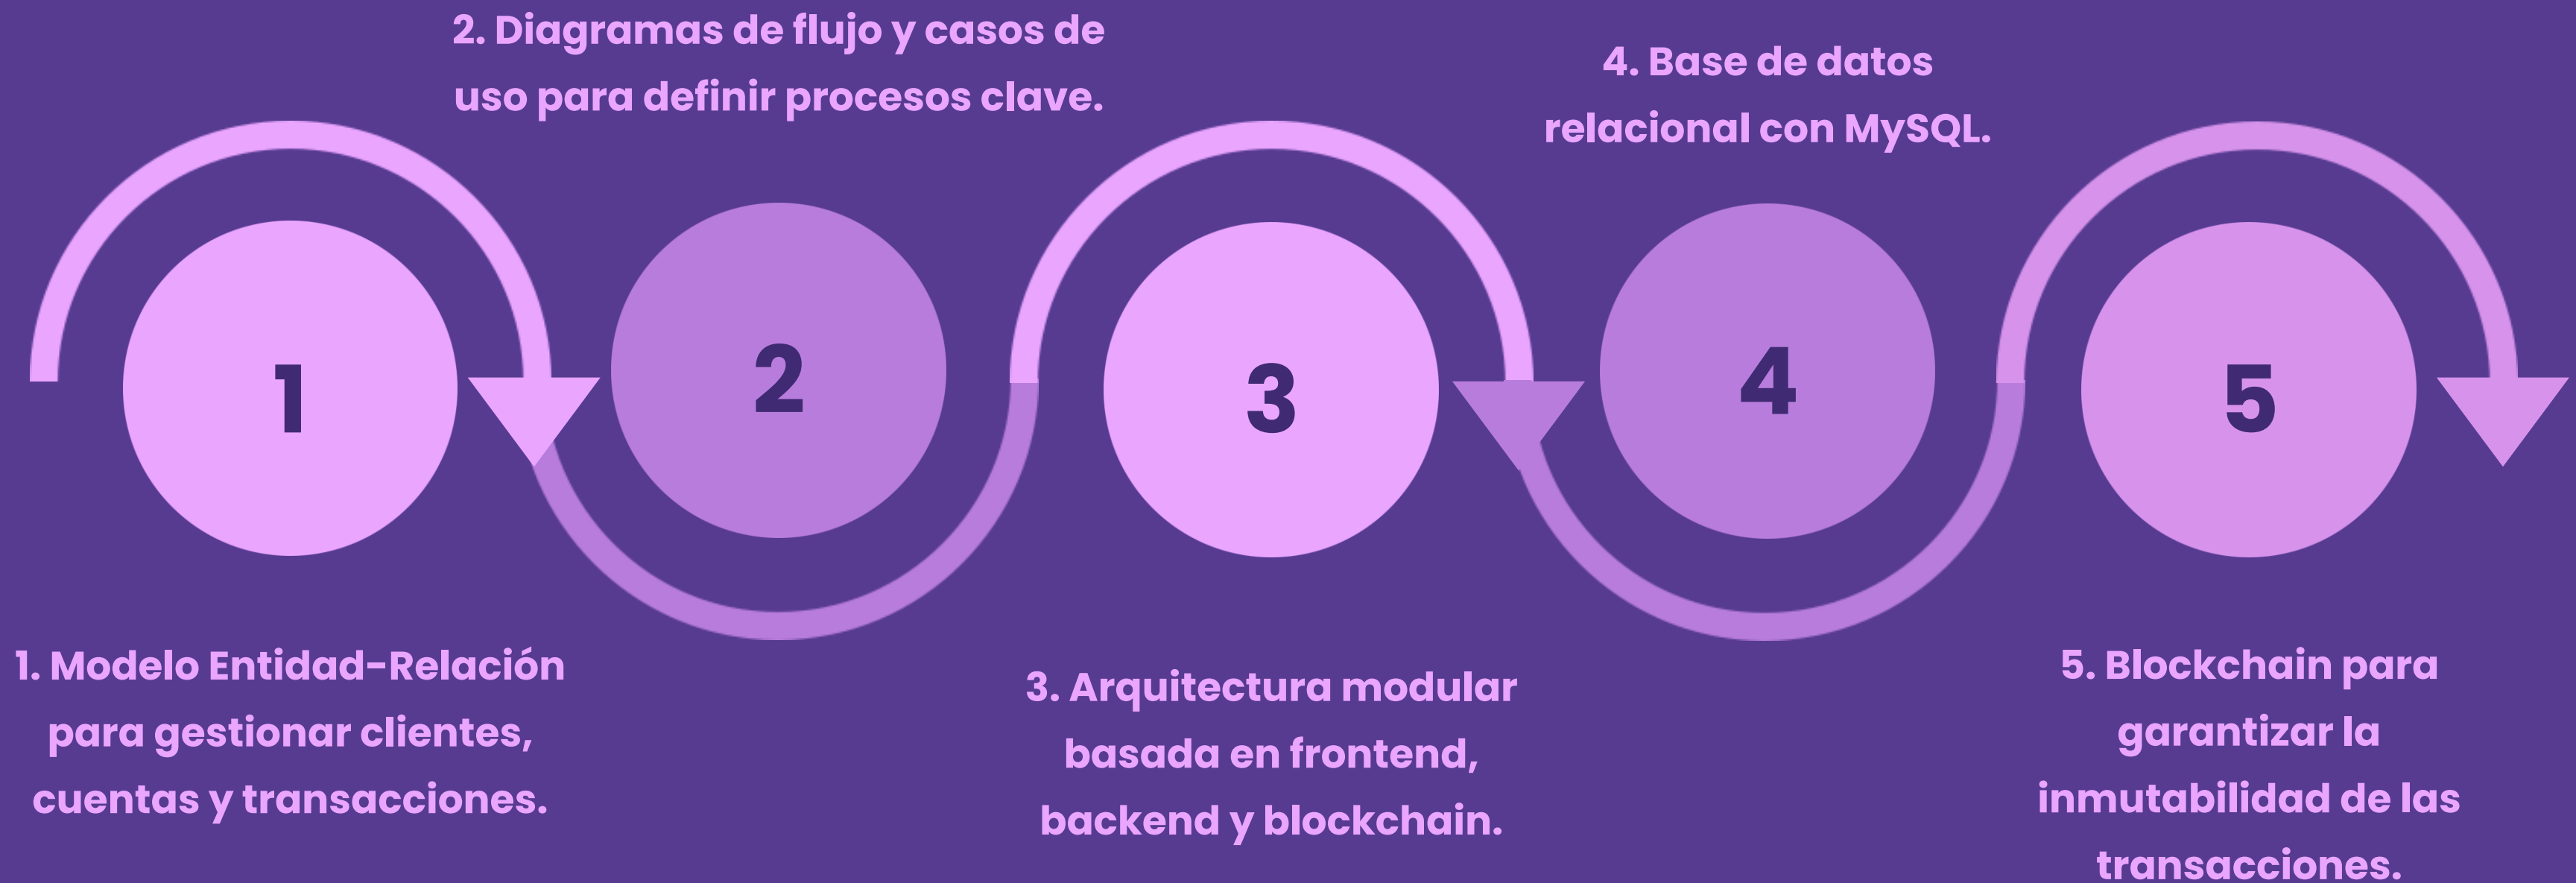 2. Diagramas de flujo y casos de
uso para definir procesos clave.
4. Base de datos
relacional con MySQL.
1
2
3
4
5
1. Modelo Entidad-Relación
para gestionar clientes,
cuentas y transacciones.
3. Arquitectura modular
basada en frontend,
backend y blockchain.
5. Blockchain para
garantizar la
inmutabilidad de las
transacciones.